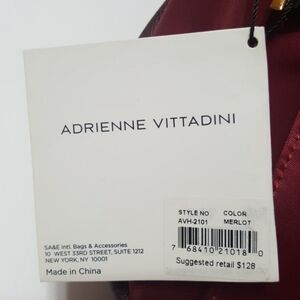 ADRIENNE VITTADINI
STYLE NO COLOR
AVH-2101 MERLOT
7 68410 21018 0
Suggested retail $128
SA&E Intl. Bags & Accessories
10 WEST 33RD STREET, SUITE 1212
NEW YORK, NY 10001
Made in China